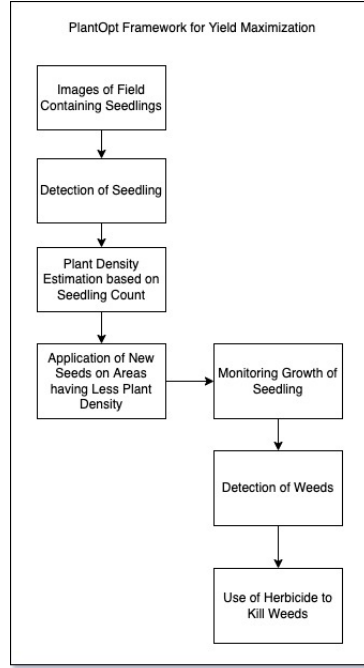 PlantOpt Framework for Yield Maximization
Images of Field
Containing Seedlings
Detection of Seedling
Plant Density
Estimation based on
Seedling Count
Application of New
Seeds on Areas
having Less Plant
Density
Monitoring Growth of
Seedling
Detection of Weeds
Use of Herbicide to
Kill Weeds